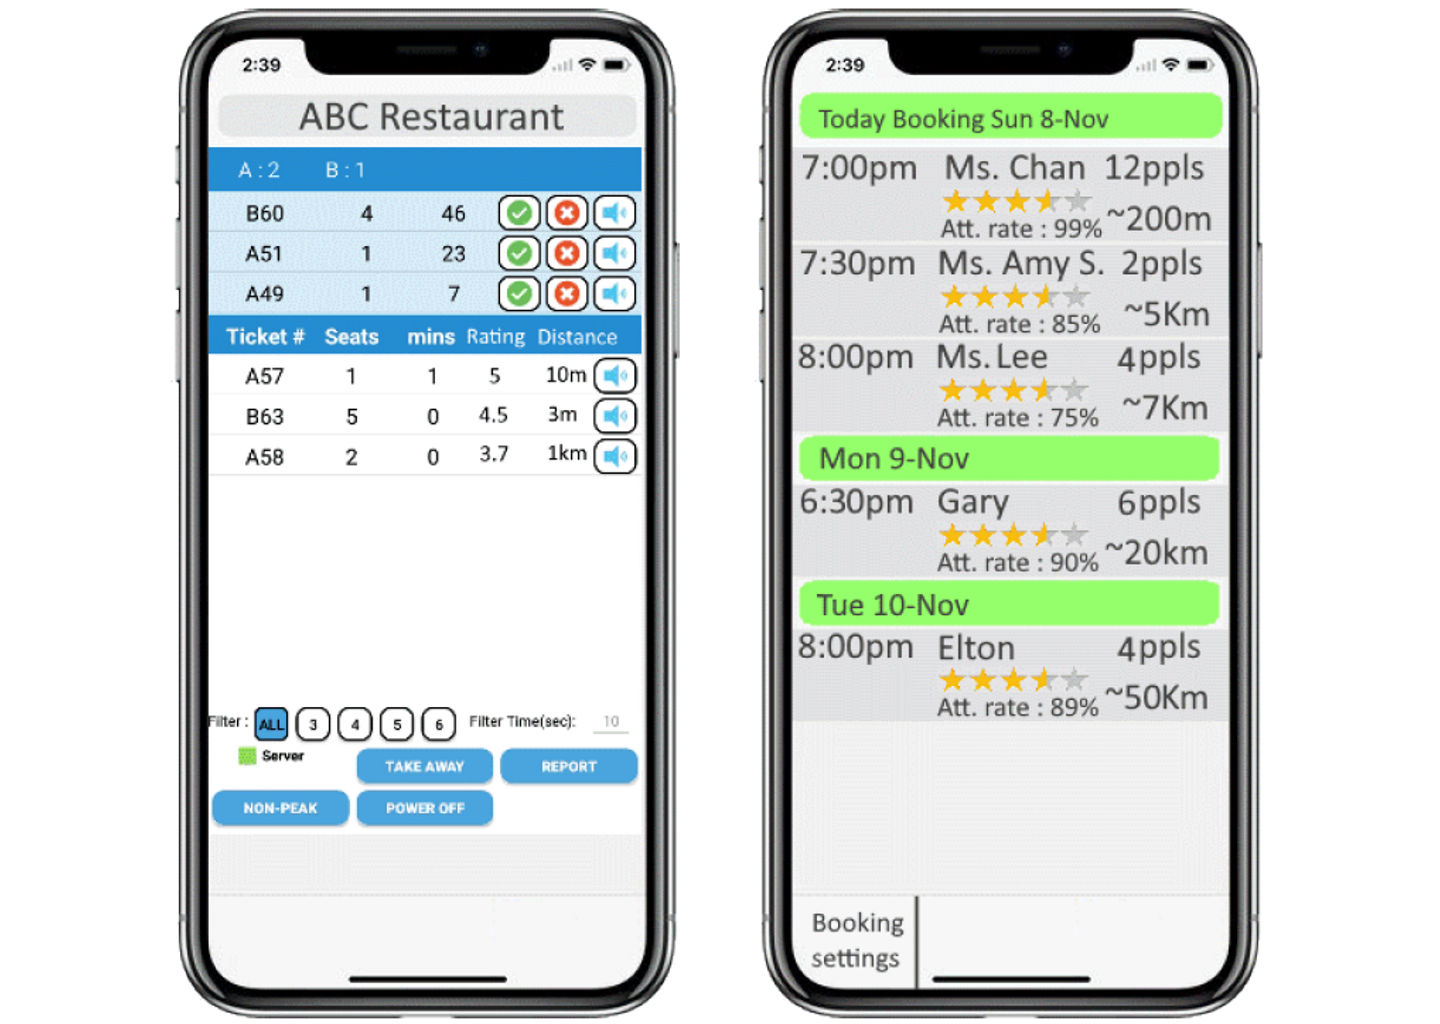 2:39
ABC Restaurant
A : 2 B : 1
B60 4 46
A51 1 23
A49 1 7
Ticket # Seats mins Rating Distance
A57 1 1 5 10m
B63 5 0 4.5 3m
A58 2 0 3.7 1km
Filter : ALL 3 4 5 6 Filter Time(sec): 10
Server
TAKE AWAY REPORT
NON-PEAK POWER OFF
2:39
Today Booking Sun 8-Nov
7:00pm Ms. Chan 12ppls
Att. rate : 99% ~200m
7:30pm Ms. Amy S. 2ppls
Att. rate : 85% ~5Km
8:00pm Ms. Lee 4ppls
Att. rate : 75% ~7Km
Mon 9-Nov
6:30pm Gary 6ppls
Att. rate : 90% ~20km
Tue 10-Nov
8:00pm Elton 4ppls
Att. rate : 89% ~50Km
Booking
settings